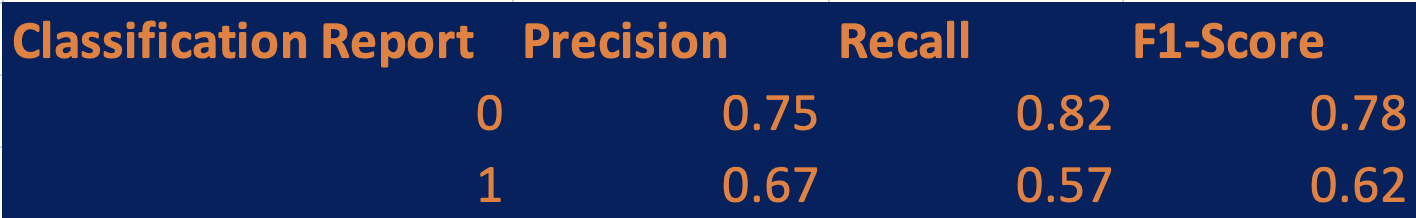 Classification Report Precision Recall F1-Score
0 0.75 0.82 0.78
1 0.67 0.57 0.62